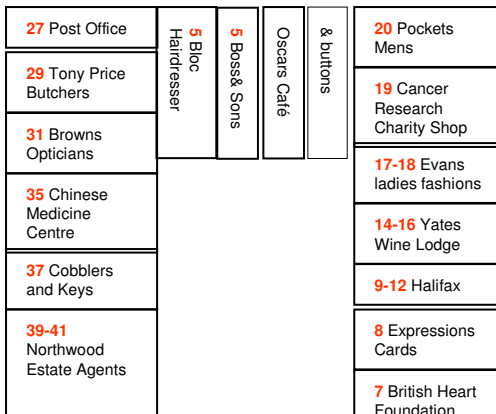 27 Post Office
29 Tony Price
Butchers
31 Browns
Opticians
35 Chinese
Medicine
Centre
37 Cobblers
and Keys
39-41
Northwood
Estate Agents
5 Bloc
Hairdresser
5 Boss& Sons
Oscars Café
& buttons
20 Pockets
Mens
19 Cancer
Research
Charity Shop
17-18 Evans
ladies fashions
14-16 Yates
Wine Lodge
9-12 Halifax
8 Expressions
Cards
7 British Heart
Foundation